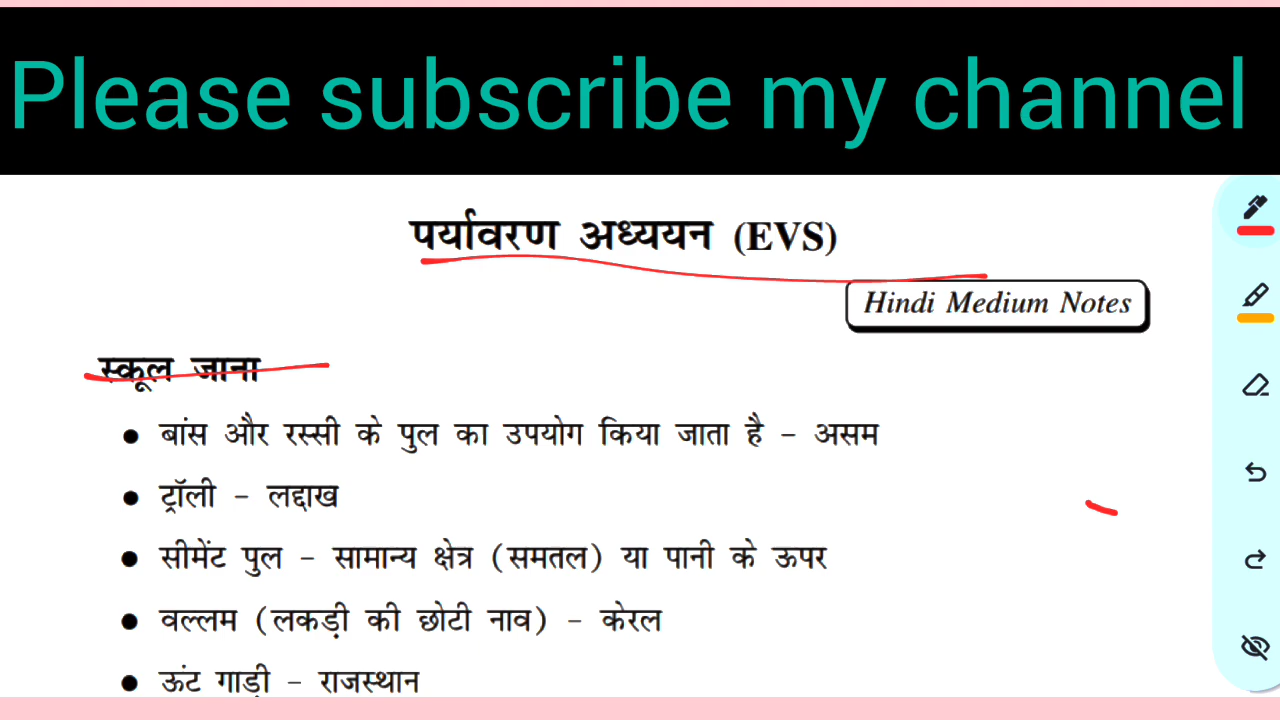 Please subscribe my channel
पर्यावरण अध्ययन (EVS)
Hindi Medium Notes
स्कूल जाना
● बांस और रस्सी के पुल का उपयोग किया जाता है - असम
● ट्रॉली - लद्दाख
● सीमेंट पुल - सामान्य क्षेत्र (समतल) या पानी के ऊपर
● वल्लम (लकड़ी की छोटी नाव) - केरल
● ऊंट गाड़ी - राजस्थान